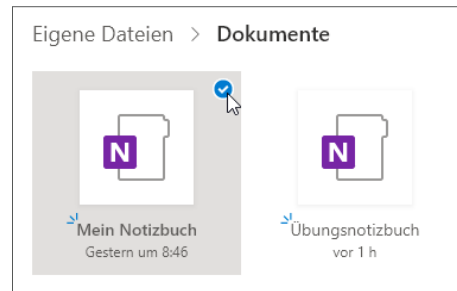 Eigene Dateien > Dokumente
N
N
Mein Notizbuch
Übungsnotizbuch
Gestern um 8:46
vor 1 h